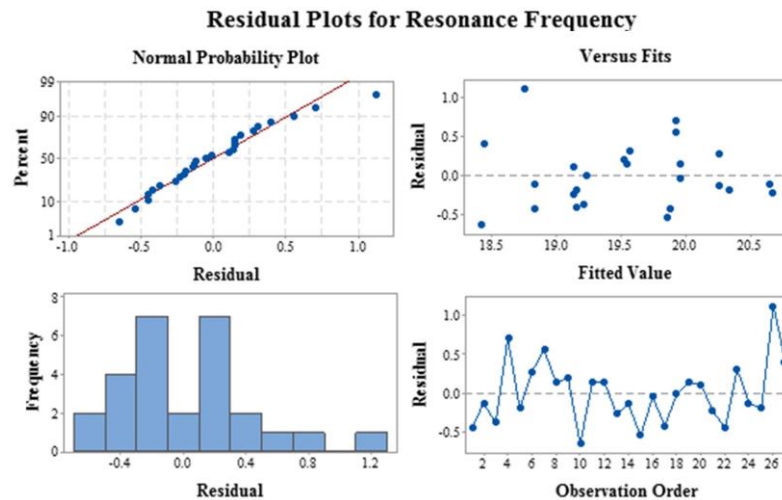 Residual Plots for Resonance Frequency
Normal Probability Plot
Versus Fits
99
90
50
10
1
Percent
-1.0 -0.5 0.0 0.5 1.0
Residual
1.0
0.5
0.0
-0.5
Residual
18.5 19.0 19.5 20.0 20.5
Fitted Value
8
6
4
2
0
Frequency
-0.4 0.0 0.4 0.8 1.2
Residual
1.0
0.5
0.0
-0.5
Residual
2 4 6 8 10 12 14 16 18 20 22 24 26
Observation Order